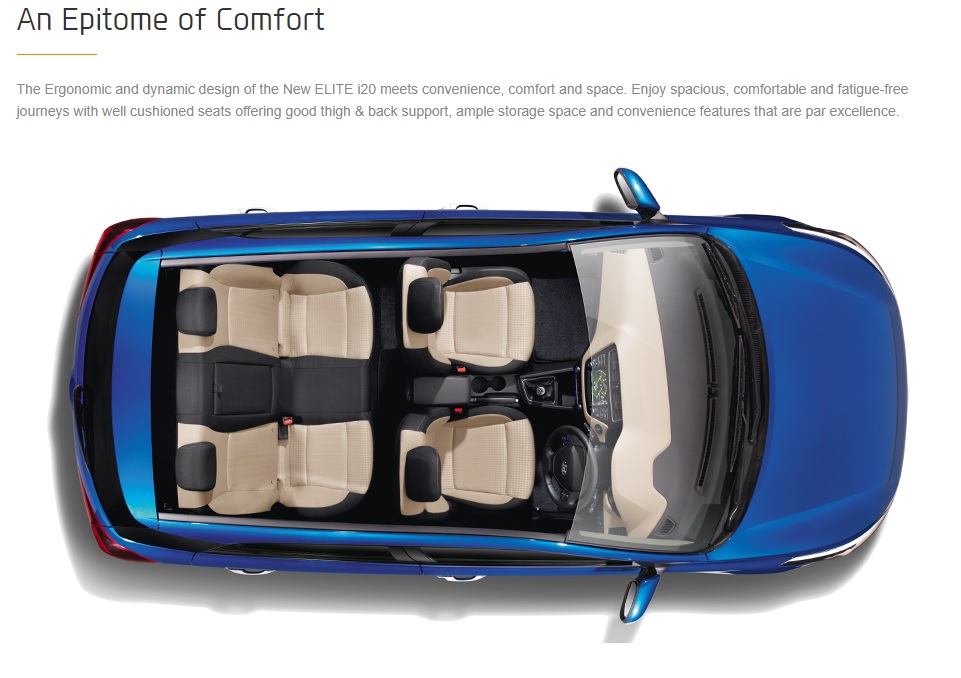 An Epitome of Comfort
The Ergonomic and dynamic design of the New ELITE i20 meets convenience, comfort and space. Enjoy spacious, comfortable and fatigue-free
journeys with well cushioned seats offering good thigh & back support, ample storage space and convenience features that are par excellence.